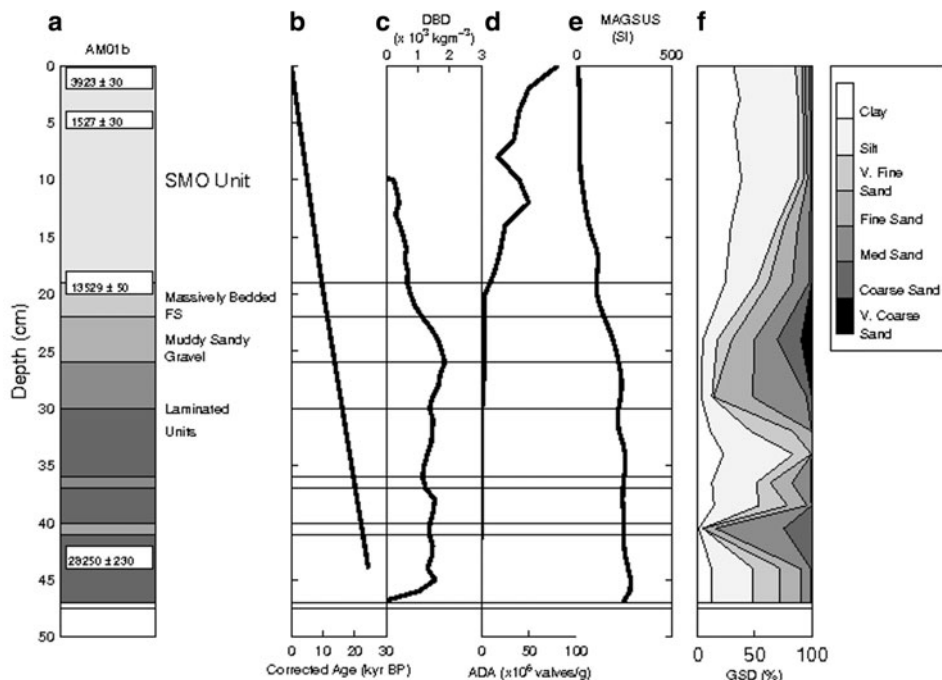 a b c d e f
AM01b
DBD
(x 10³ kgm⁻³)
0 1 2 3
MAGSUS
(SI)
0 500
Depth (cm)
0
5
10
15
20
25
30
35
40
45
50
3923 ± 30
1527 ± 30
SMO Unit
13529 ± 50
Massively Bedded
FS
Muddy Sandy
Gravel
Laminated
Units
28250 ± 230
0 10 20 30
Corrected Age (kyr BP)
0 50 100
ADA (x10⁶ valves/g)
0 50 100
GSD (%)
Clay
Silt
V. Fine
Sand
Fine Sand
Med Sand
Coarse Sand
V. Coarse
Sand